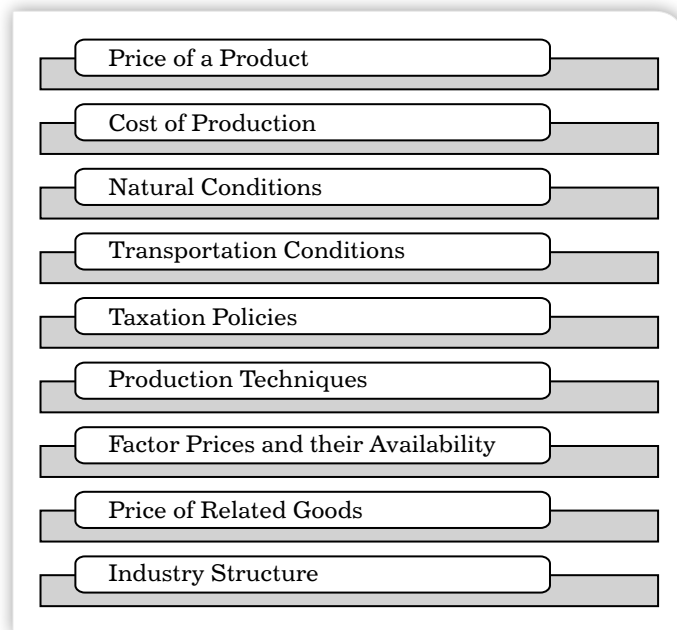 Price of a Product
Cost of Production
Natural Conditions
Transportation Conditions
Taxation Policies
Production Techniques
Factor Prices and their Availability
Price of Related Goods
Industry Structure